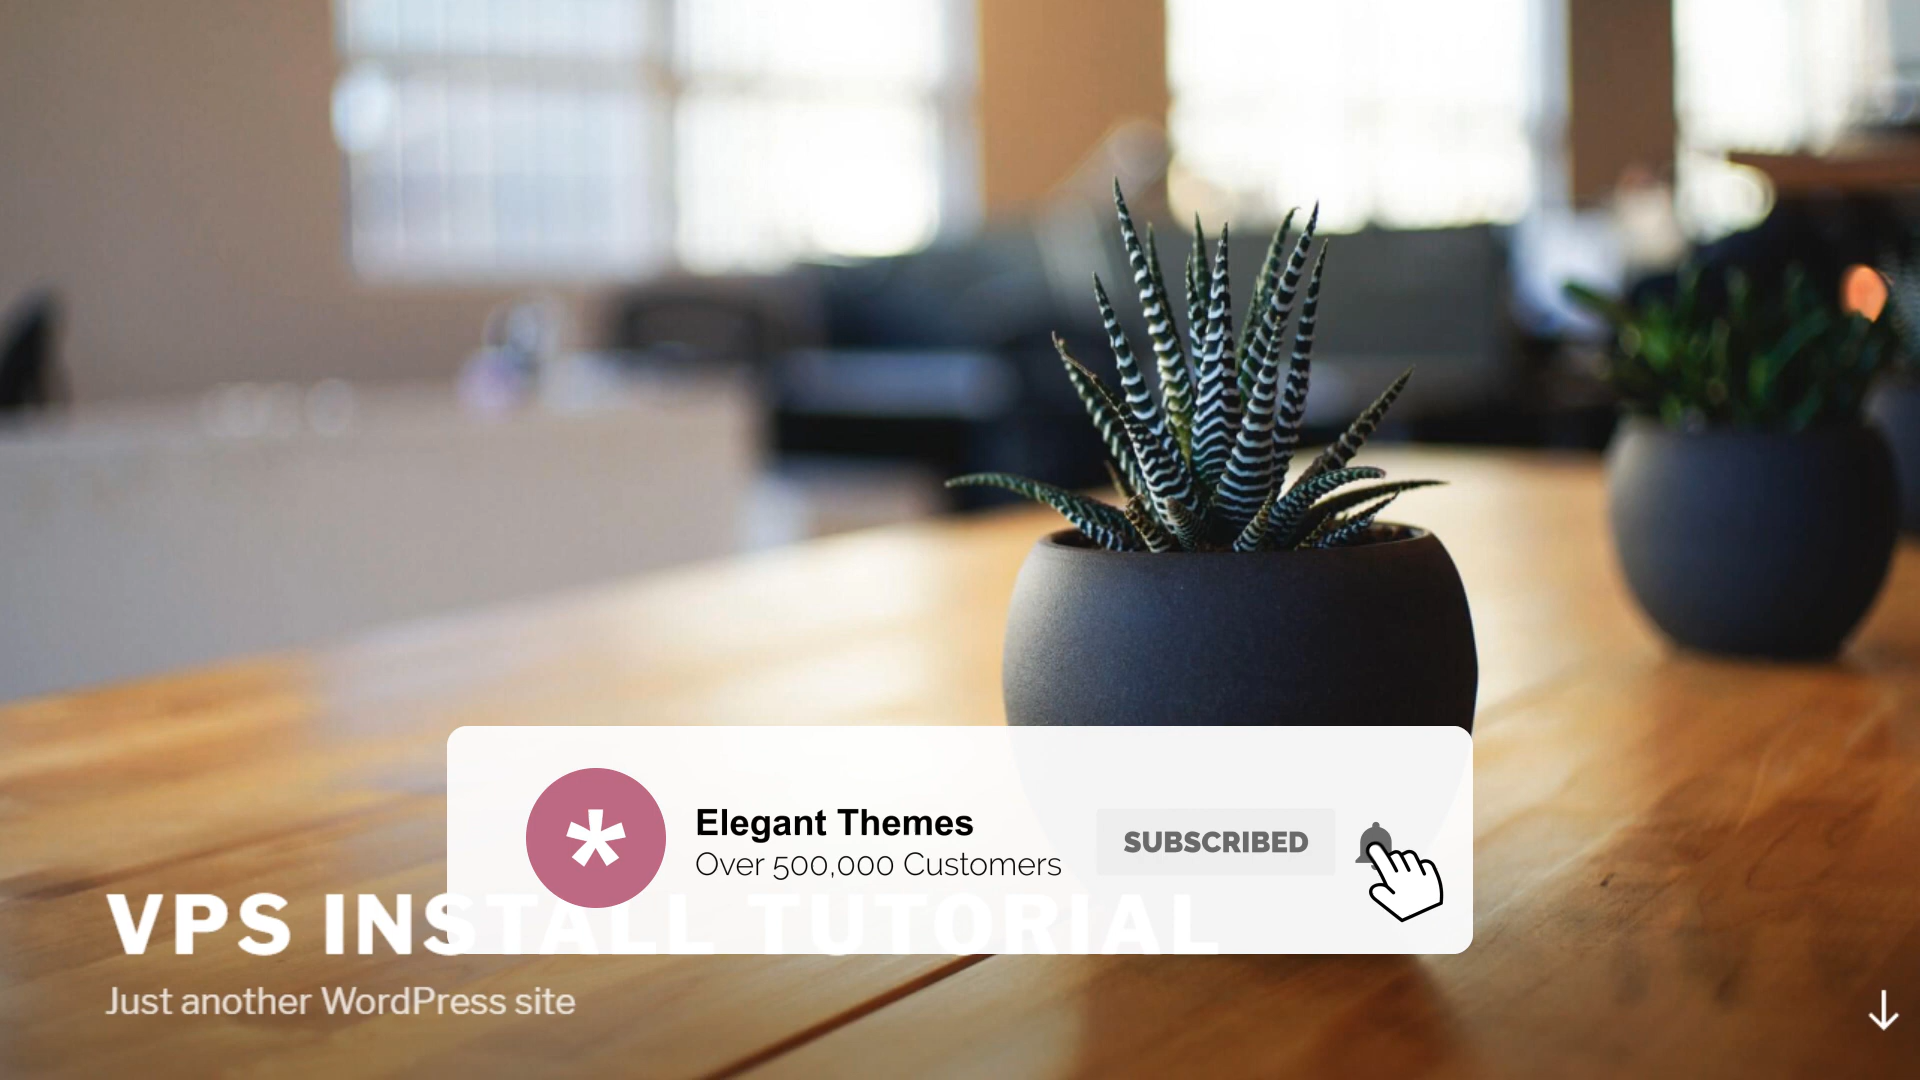 Elegant Themes
Over 500,000 Customers
SUBSCRIBED
VPS INSTALL TUTORIAL
Just another WordPress site